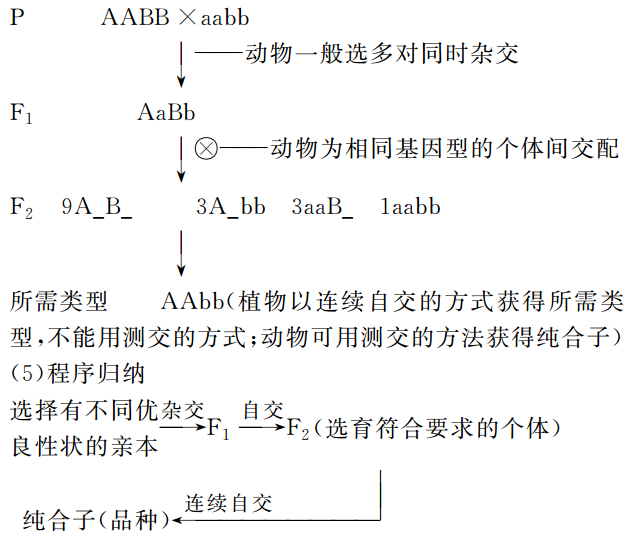 P AABB×aabb
——动物一般选多对同时杂交
F₁ AaBb
⊗——动物为相同基因型的个体间交配
F₂ 9A_B_ 3A_bb 3aaB_ 1aabb
所需类型 AAbb(植物以连续自交的方式获得所需类
型,不能用测交的方式;动物可用测交的方法获得纯合子)
(5)程序归纳
选择有不同优
良性状的亲本 杂交→F₁ 自交→F₂(选育符合要求的个体)
连续自交
纯合子(品种)←